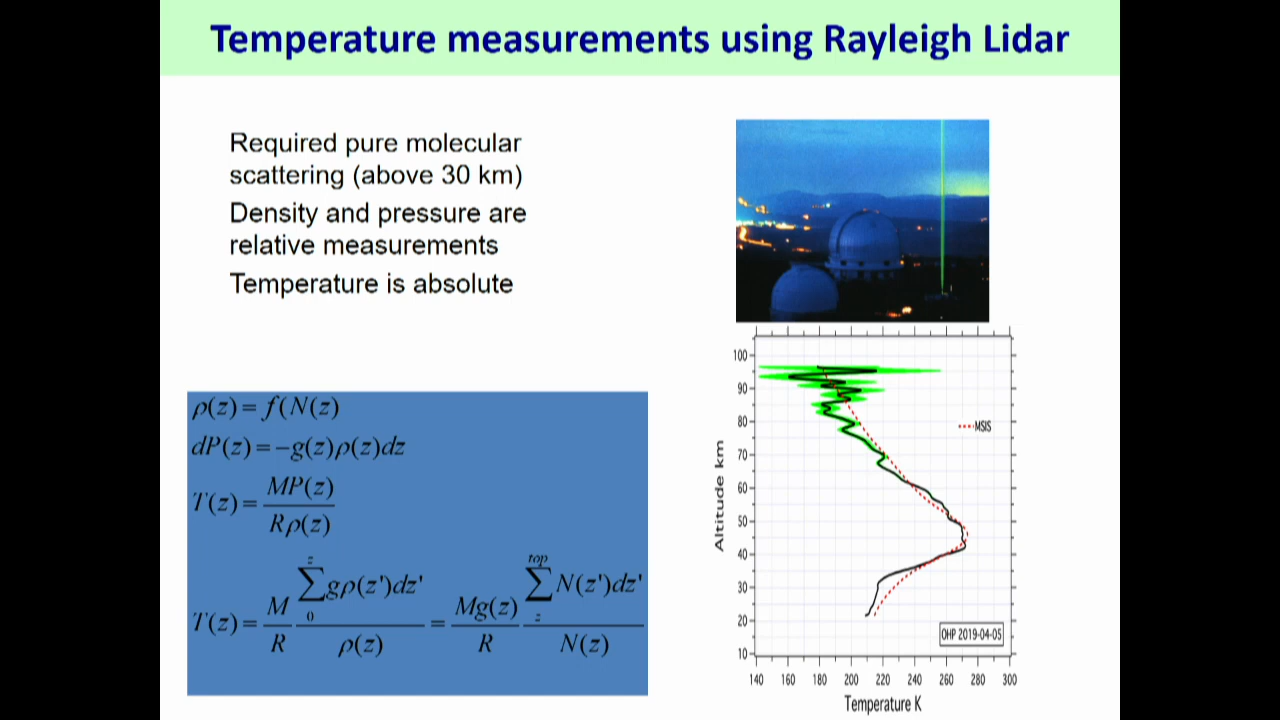 Temperature measurements using Rayleigh Lidar
Required pure molecular
scattering (above 30 km)
Density and pressure are
relative measurements
Temperature is absolute
ρ(z) = f(N(z)
dP(z) = −g(z)ρ(z)dz
T(z) = MP(z) / Rρ(z)
T(z) = M/R ∑_0^z gρ(z')dz' / ρ(z) = Mg(z)/R ∑_z^top N(z')dz' / N(z)
Altitude km
100
90
80
70
60
50
40
30
20
10
MSIS
OHP 2019-04-05
140 160 180 200 220 240 260 280 300
Temperature K